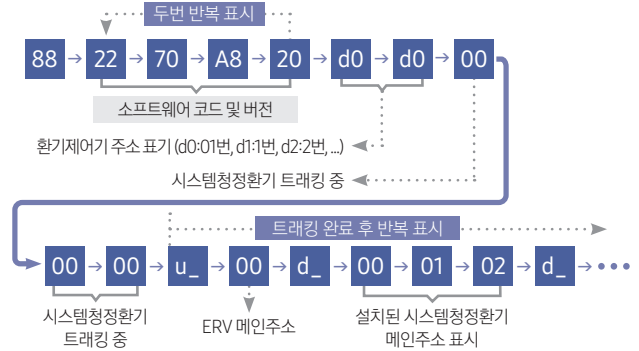 두번 반복 표시
88 → 22 → 70 → A8 → 20 → d0 → d0 → 00
소프트웨어 코드 및 버전
환기제어기 주소 표기 (d0:01번, d1:1번, d2:2번, ...)
시스템청정환기 트래킹 중
트래킹 완료 후 반복 표시
00 → 00 → u_ → 00 → d_ → 00 → 01 → 02 → d_ → •••
시스템청정환기
트래킹 중
ERV 메인주소
설치된 시스템청정환기
메인주소 표시